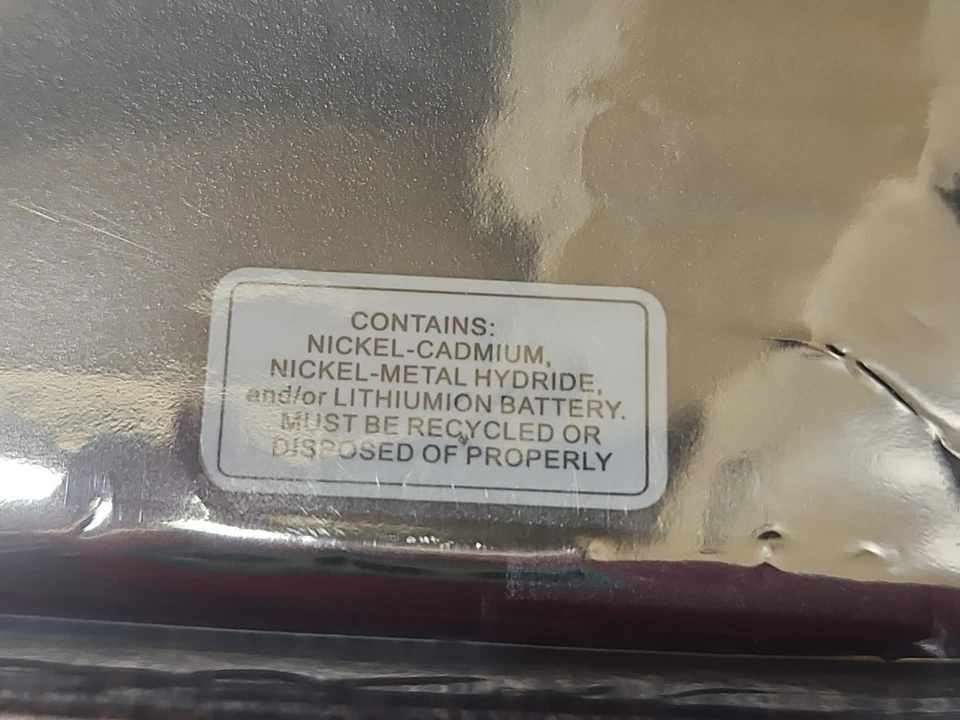 CONTAINS:
NICKEL-CADMIUM,
NICKEL-METAL HYDRIDE,
and/or LITHIUMION BATTERY.
MUST BE RECYCLED OR
DISPOSED OF PROPERLY